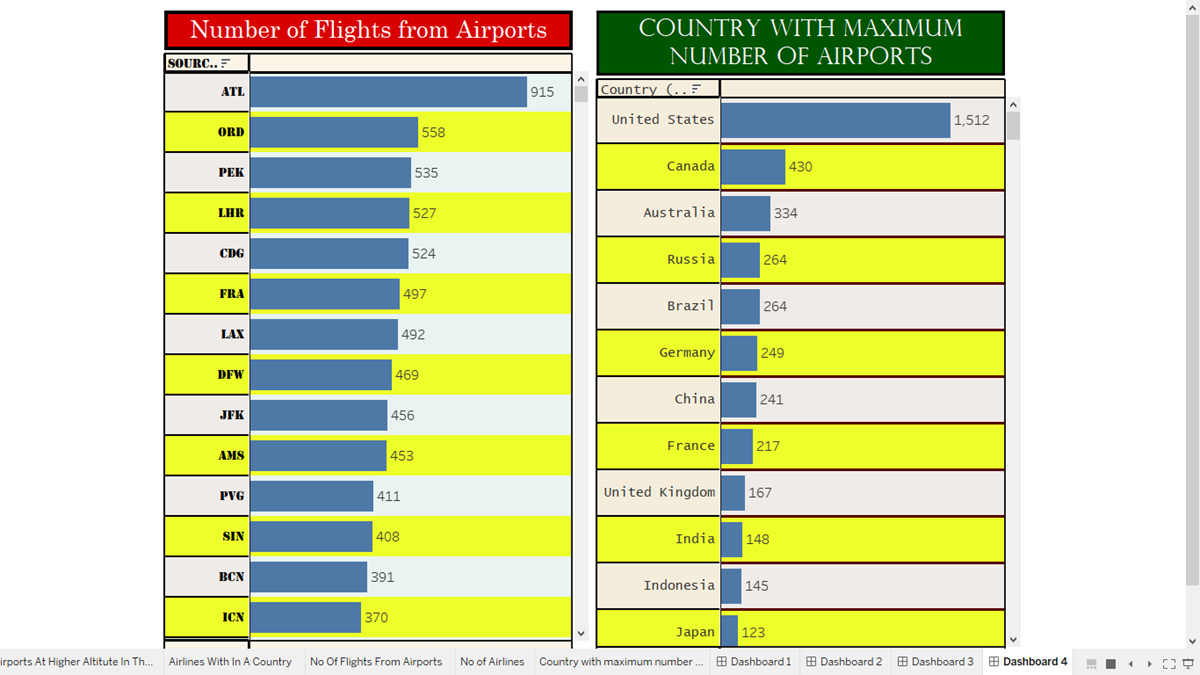 Number of Flights from Airports
SOURC..
ATL 915
ORD 558
PEK 535
LHR 527
CDG 524
FRA 497
LAX 492
DFW 469
JFK 456
AMS 453
PVG 411
SIN 408
BCN 391
ICN 370
COUNTRY WITH MAXIMUM
NUMBER OF AIRPORTS
Country (..
United States 1,512
Canada 430
Australia 334
Russia 264
Brazil 264
Germany 249
China 241
France 217
United Kingdom 167
India 148
Indonesia 145
Japan 123
irports At Higher Altitute In Th... Airlines With In A Country No Of Flights From Airports No of Airlines Country with maximum number ... Dashboard 1 Dashboard 2 Dashboard 3 Dashboard 4